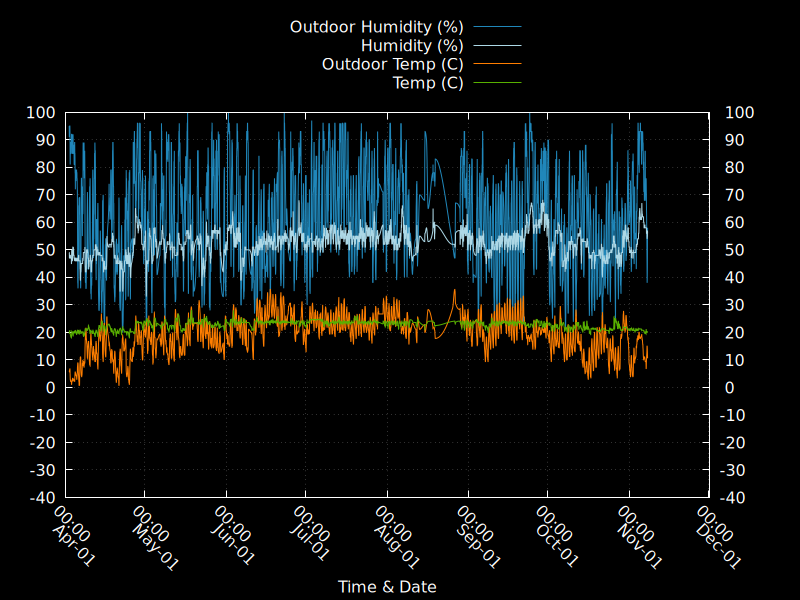 Outdoor Humidity (%)
Humidity (%)
Outdoor Temp (C)
Temp (C)
100 100
90 90
80 80
70 70
60 60
50 50
40 40
30 30
20 20
10 10
0 0
-10 -10
-20 -20
-30 -30
-40 -40
00:00 00:00 00:00 00:00 00:00 00:00 00:00 00:00 00:00
Apr-01 May-01 Jun-01 Jul-01 Aug-01 Sep-01 Oct-01 Nov-01 Dec-01
Time & Date